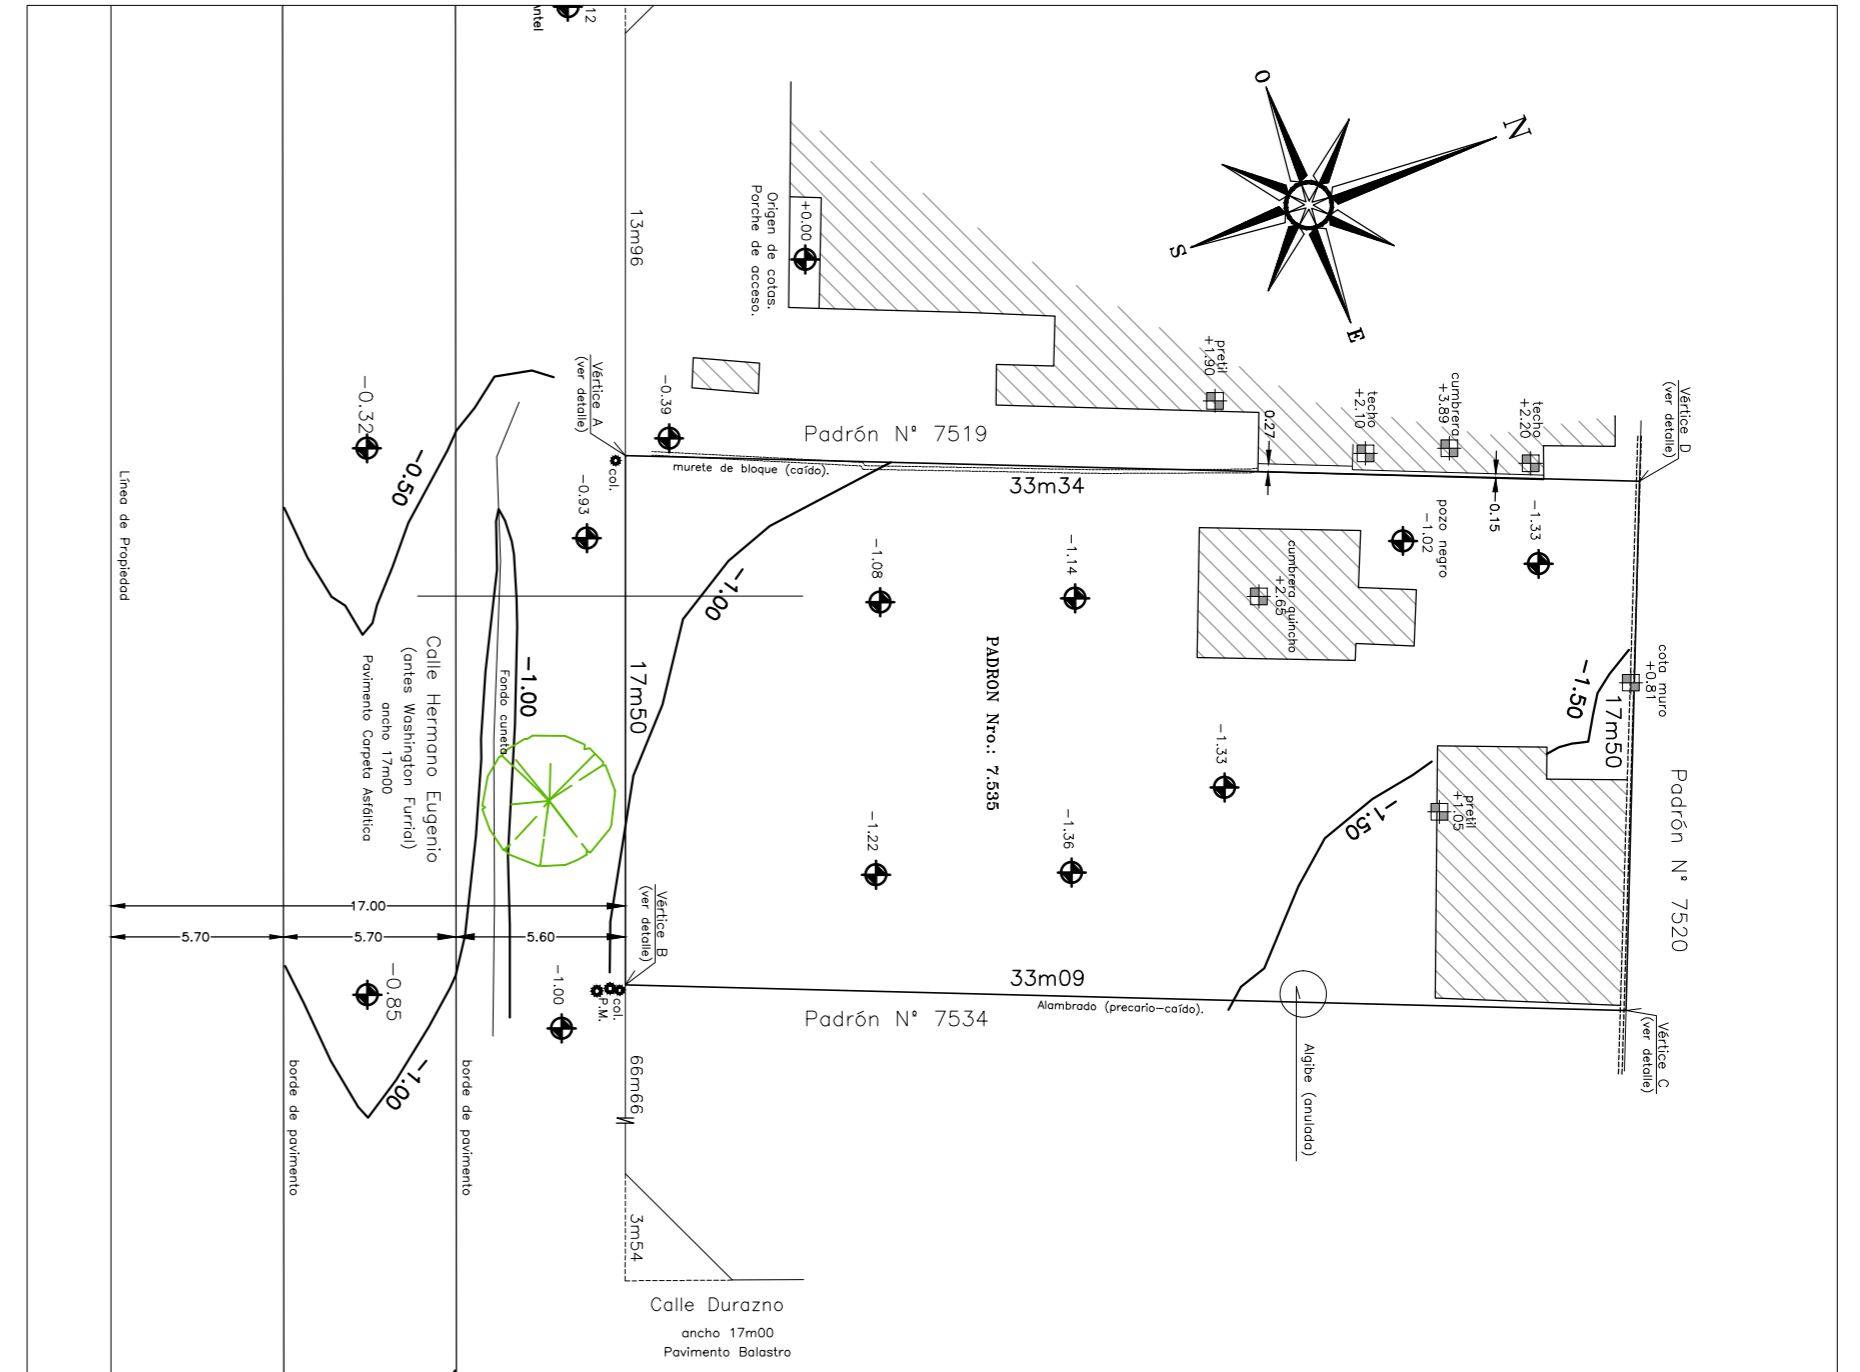 12
Antel
O
N
S
E
13m96
Origen de cotas.
Porche de acceso.
+0.00
Vértice A
(ver detalle)
-0.39
-0.32
-0.50
col.
-0.93
Padrón N° 7519
murete de bloque (caído).
33m34
pretil
+1.90
0.27
techo
+2.10
cumbrera
+3.89
techo
+2.20
0.15
-1.33
Vértice D
(ver detalle)
pozo negro
-1.02
cumbrera quincho
+2.65
-1.00
-1.08
-1.14
PADRON Nro.: 7.535
Línea de Propiedad
Calle Hermano Eugenio
(antes Washington Furrial)
ancho 17m00
Pavimento Carpeta Asfáltica
Fondo cuneta
-1.00
17m50
cota muro
+0.81
-1.50
17m50
Padrón N° 7520
-1.33
pretil
+1.05
-1.50
-1.22
-1.36
17.00
5.70
5.70
5.60
Vértice B
(ver detalle)
33m09
Alambrado (precario-caído).
Padrón N° 7534
col.
P.M.
-1.00
-0.85
-1.00
borde de pavimento
borde de pavimento
66m66
Algibe (anulada)
Vértice C
(ver detalle)
3m54
Calle Durazno
ancho 17m00
Pavimento Balastro